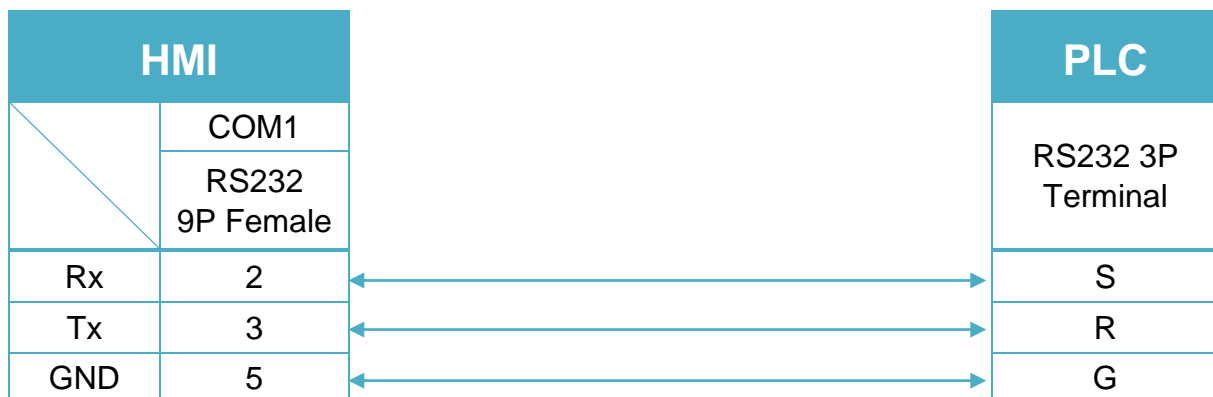 HMI
PLC
COM1
RS232
9P Female
RS232 3P
Terminal
Rx 2 S
Tx 3 R
GND 5 G